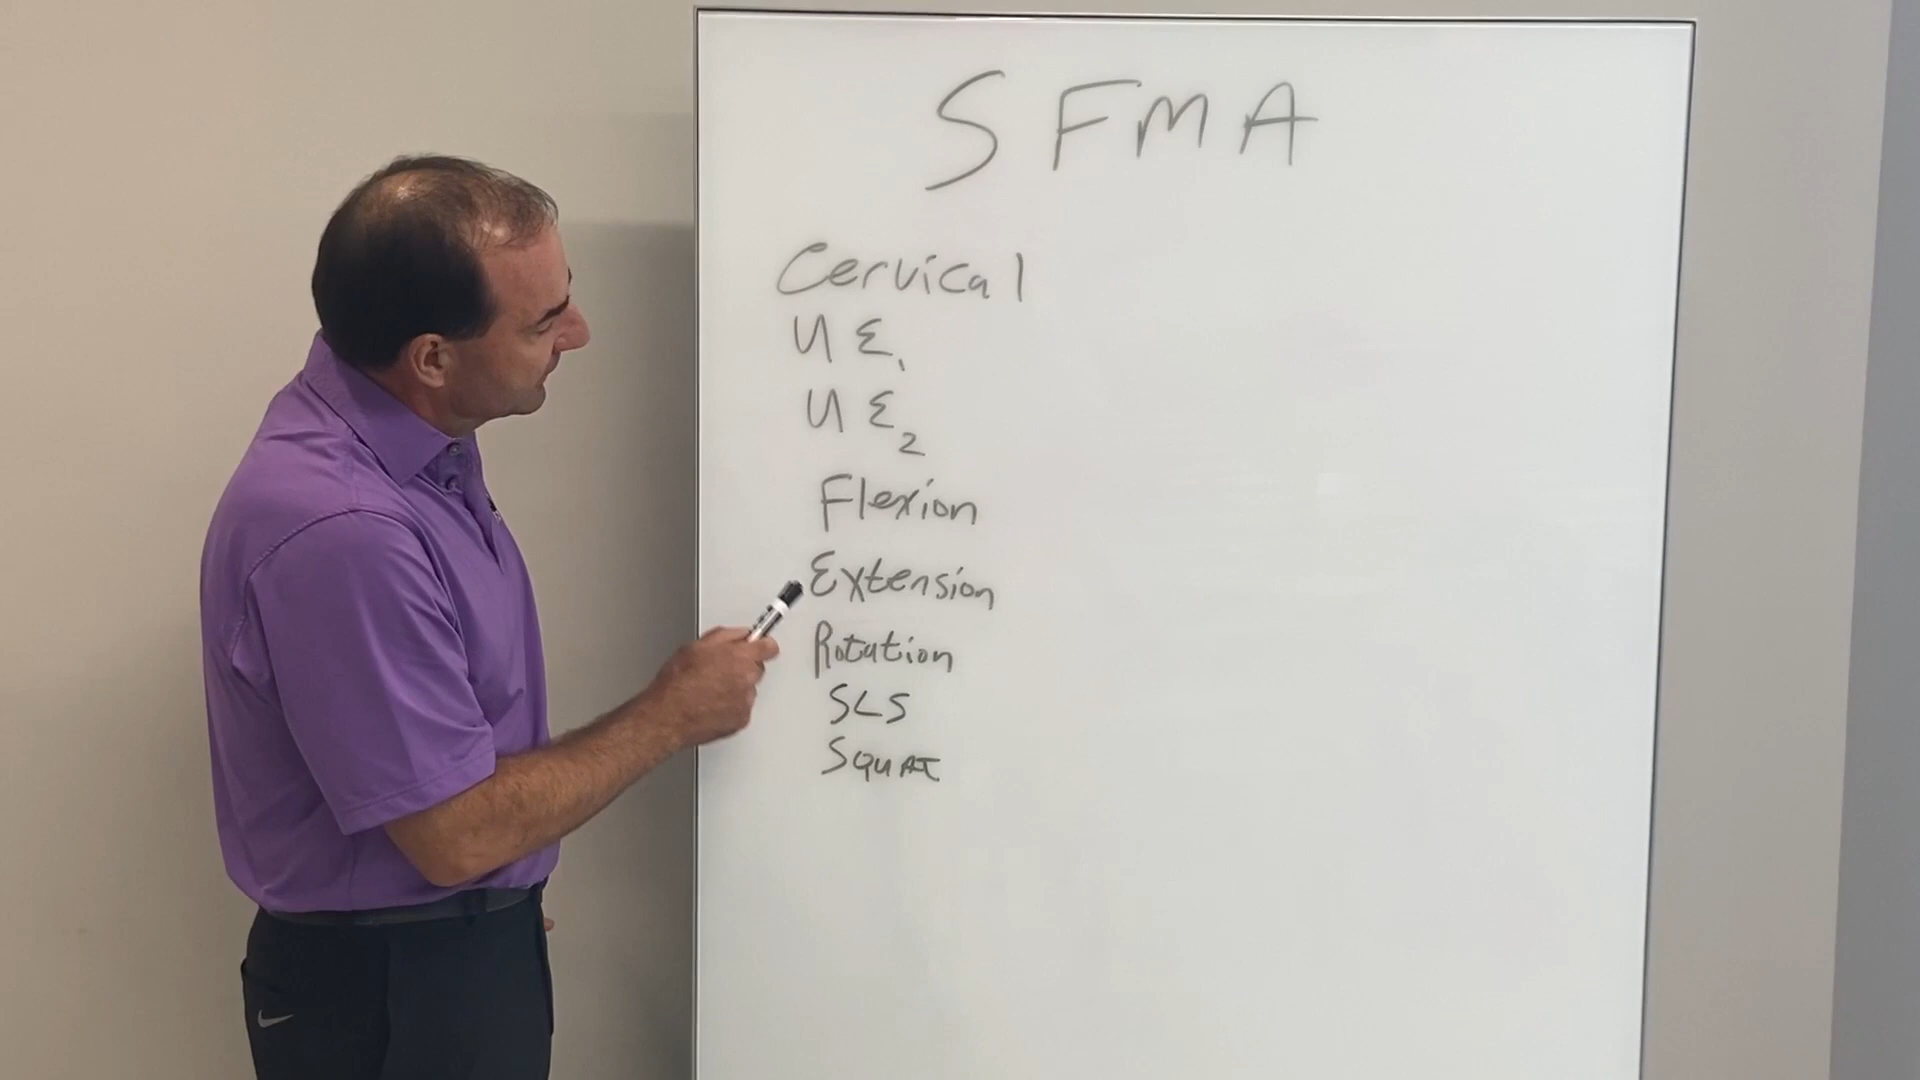 SFMA
Cervical
UE1
UE2
Flexion
Extension
Rotation
SLS
SQUAT